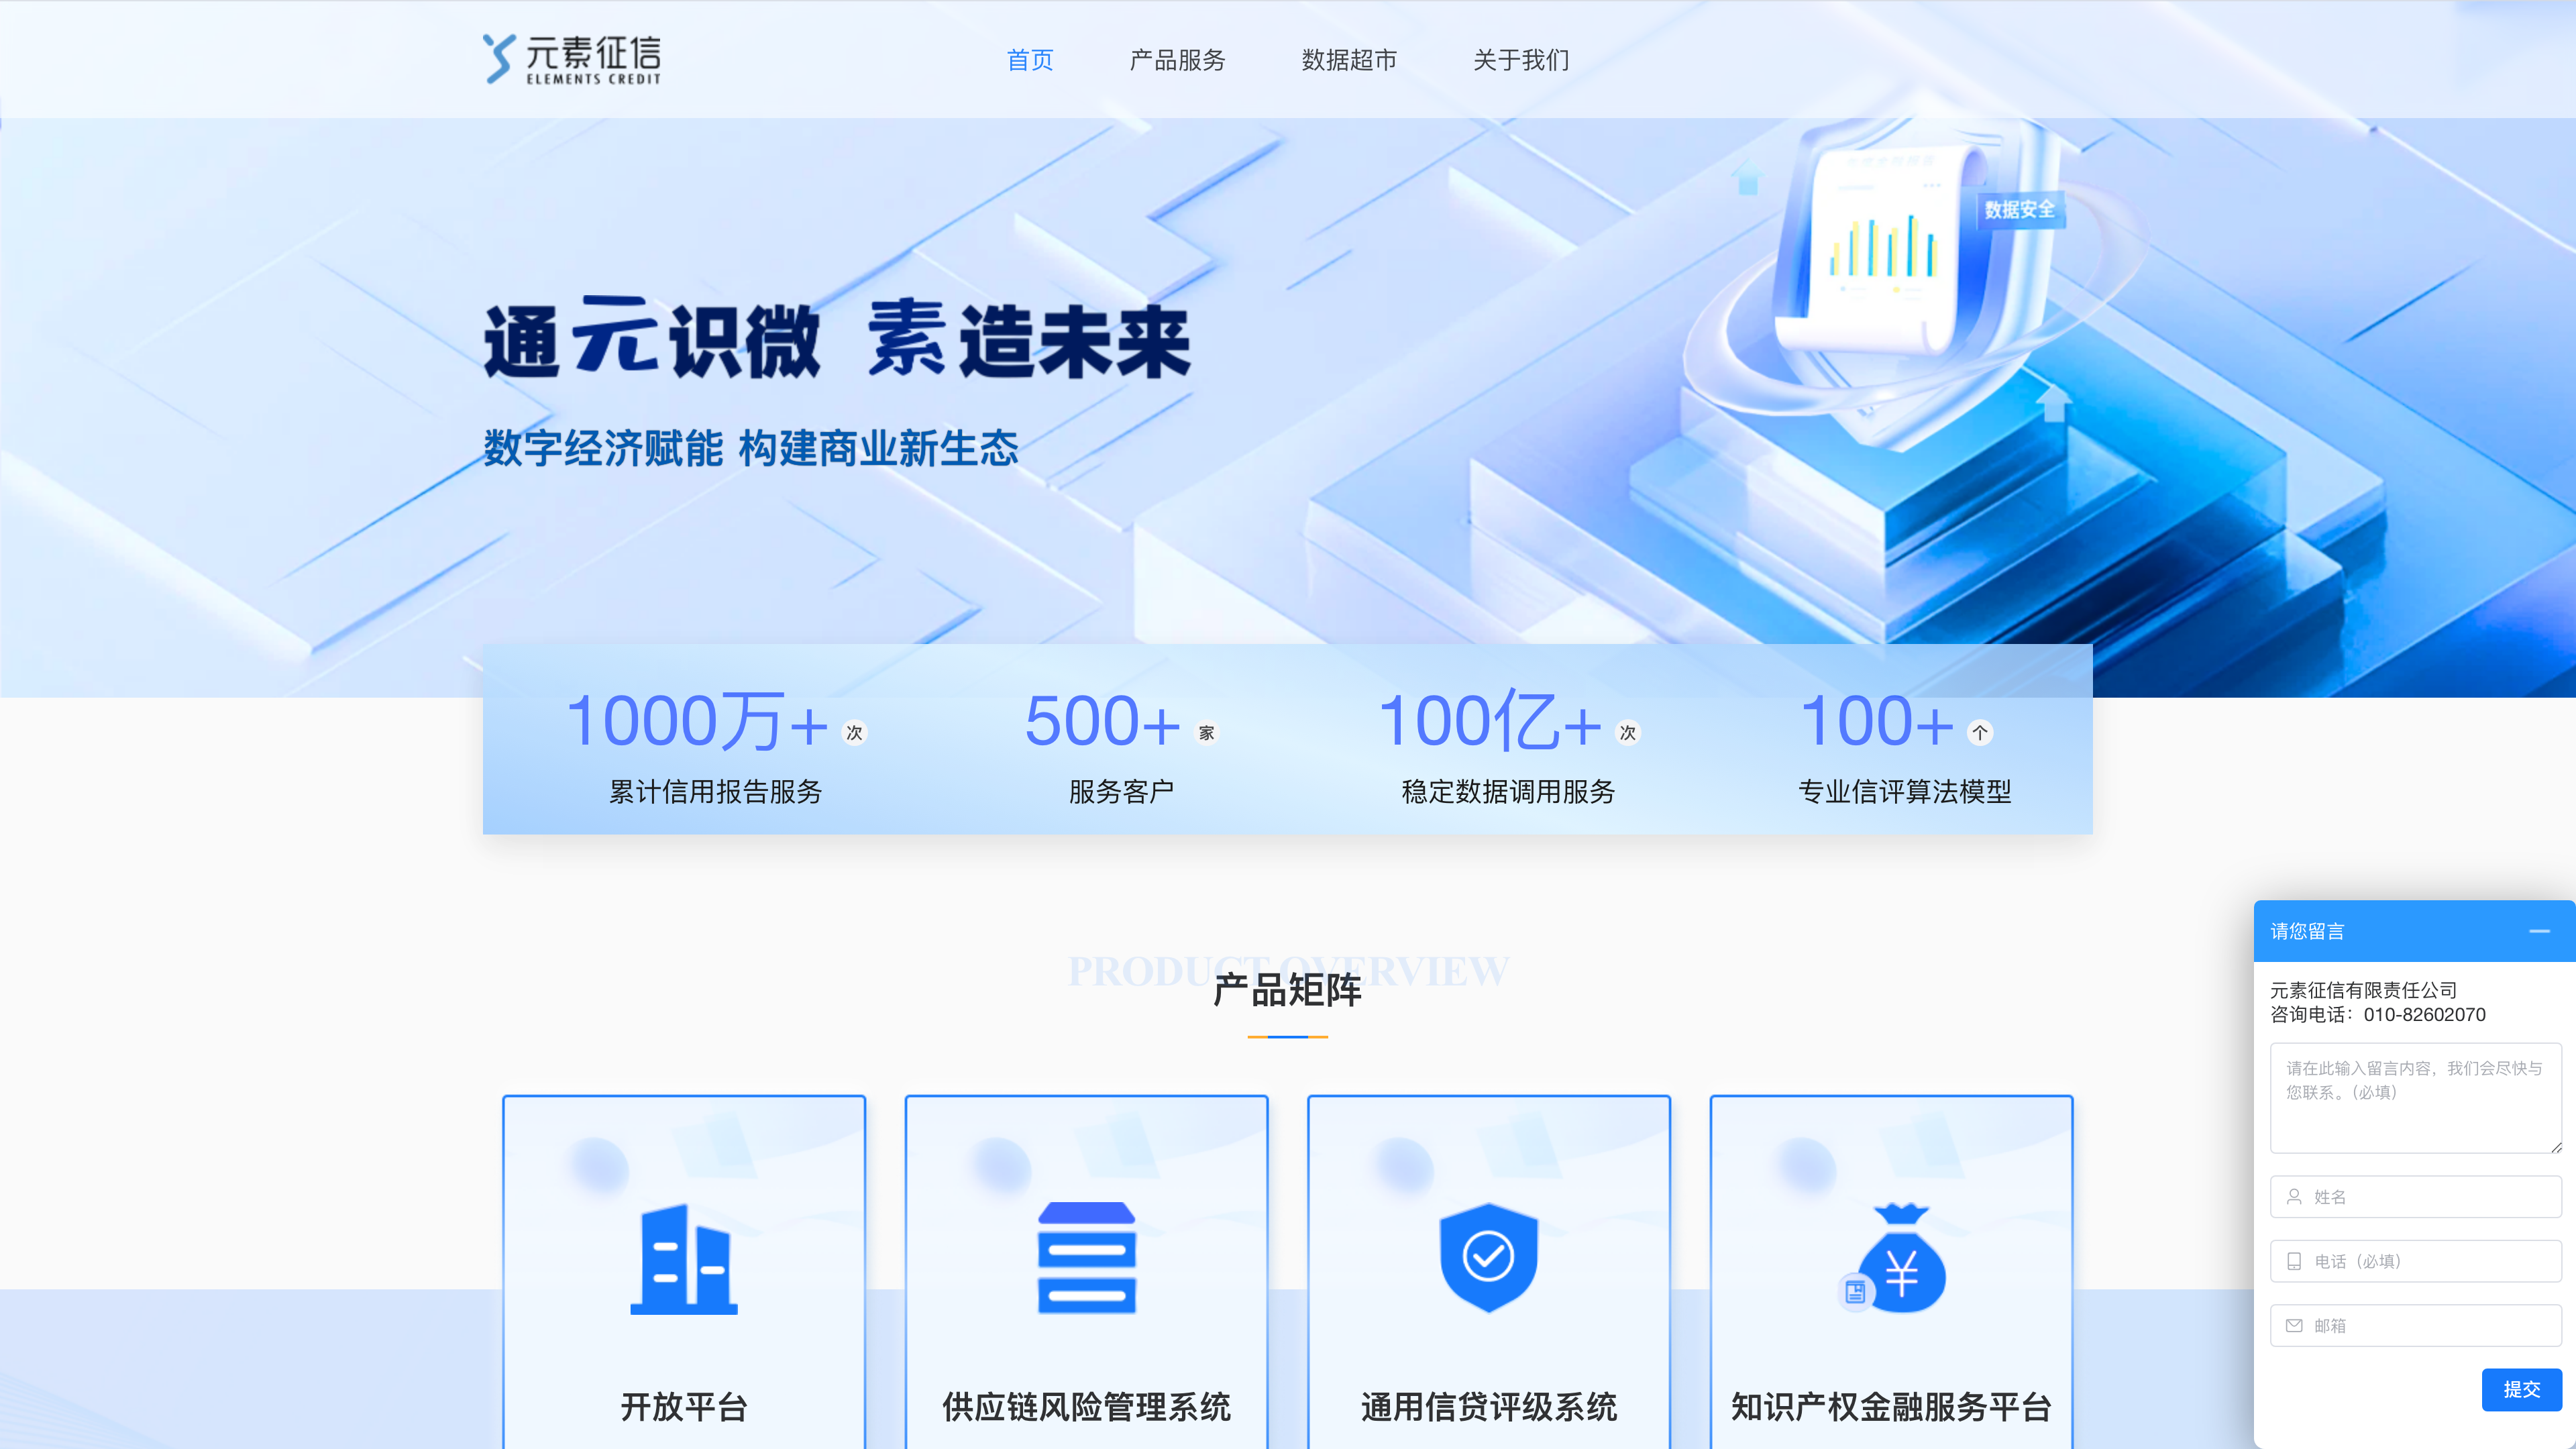 元素征信
ELEMENTS CREDIT
首页 产品服务 数据超市 关于我们
数据安全
通元识微 素造未来
数字经济赋能 构建商业新生态
1000万+ 次 500+ 家 100亿+ 次 100+ 个
累计信用报告服务 服务客户 稳定数据调用服务 专业信评算法模型
PRODUCT OVERVIEW
产品矩阵
开放平台 供应链风险管理系统 通用信贷评级系统 知识产权金融服务平台
请您留言
元素征信有限责任公司
咨询电话：010-82602070
请在此输入留言内容，我们会尽快与
您联系。（必填）
姓名
电话（必填）
邮箱
提交